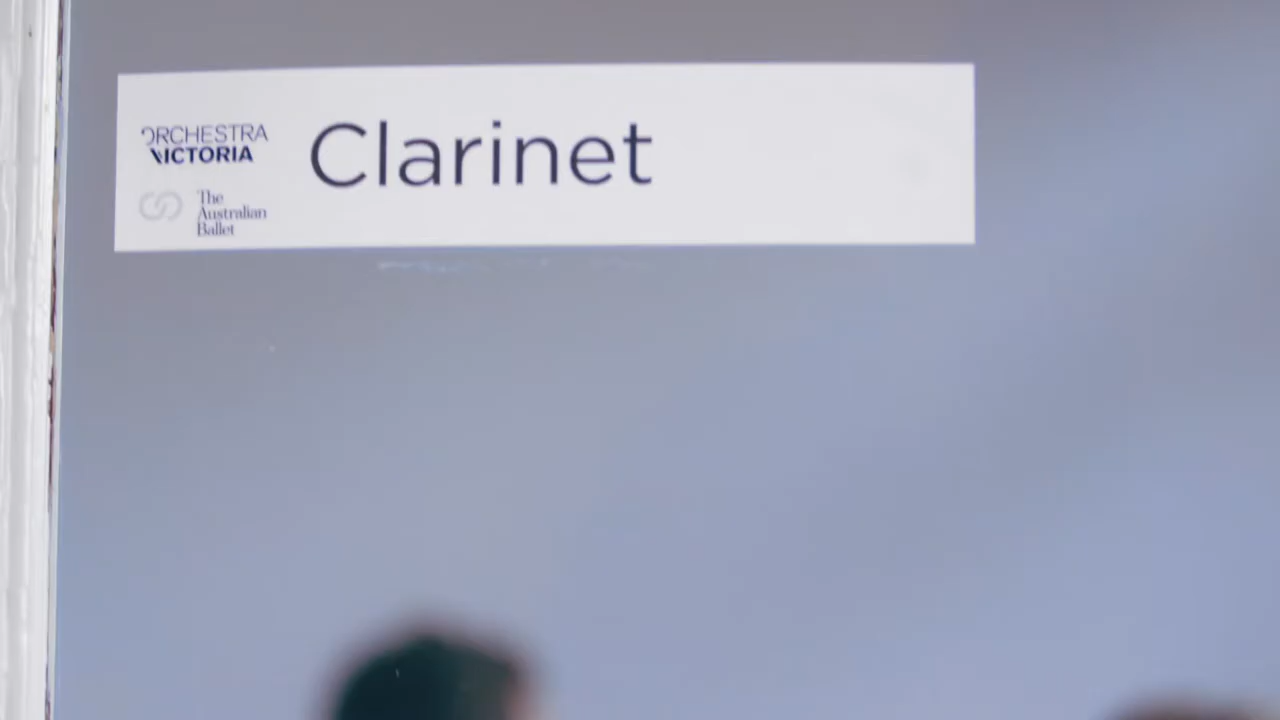 ORCHESTRA
VICTORIA
Clarinet
The
Australian
Ballet